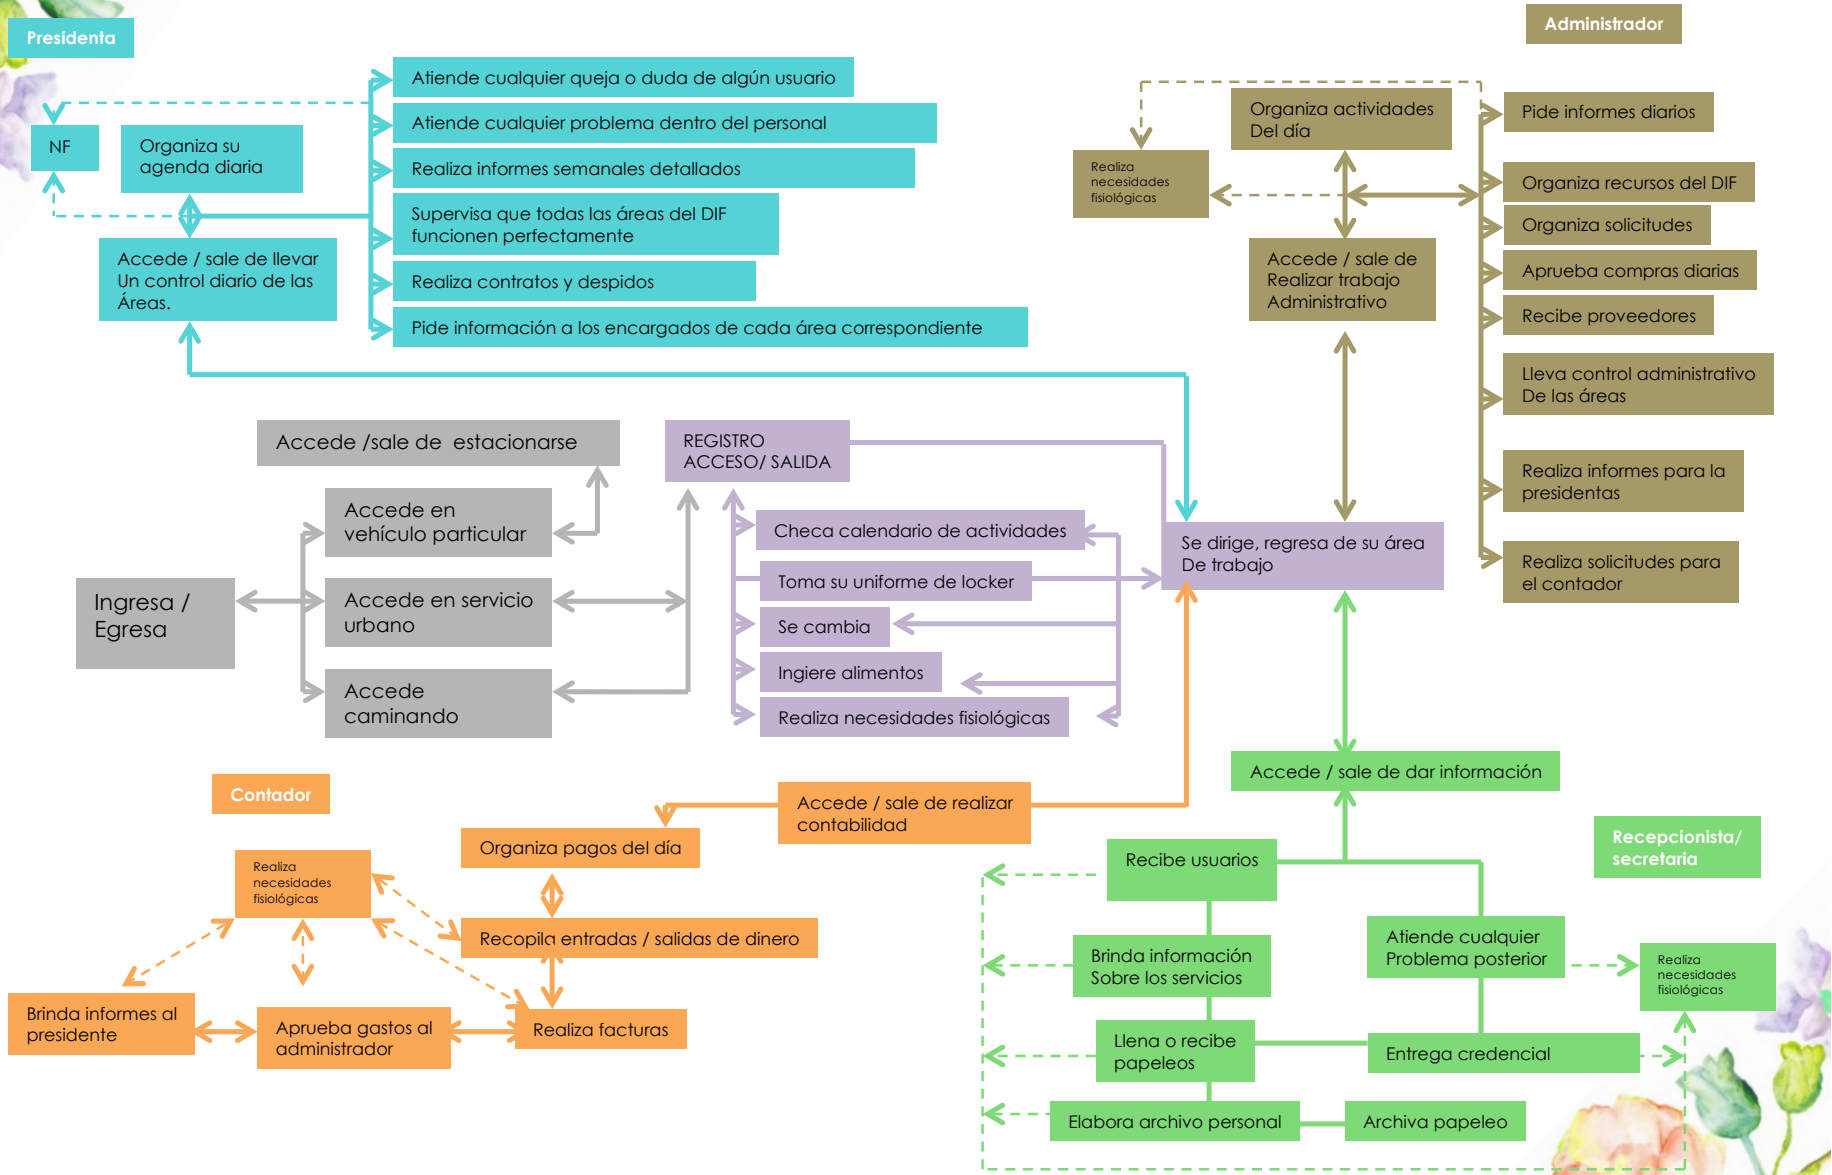 Presidenta
Administrador
Atiende cualquier queja o duda de algún usuario
Atiende cualquier problema dentro del personal
Realiza informes semanales detallados
Supervisa que todas las áreas del DIF
funcionen perfectamente
Realiza contratos y despidos
Pide información a los encargados de cada área correspondiente
NF
Organiza su
agenda diaria
Accede / sale de llevar
Un control diario de las
Áreas.
Organiza actividades
Del día
Realiza
necesidades
fisiológicas
Accede / sale de
Realizar trabajo
Administrativo
Pide informes diarios
Organiza recursos del DIF
Organiza solicitudes
Aprueba compras diarias
Recibe proveedores
Lleva control administrativo
De las áreas
Realiza informes para la
presidentas
Realiza solicitudes para
el contador
Accede /sale de  estacionarse
Accede en
vehículo particular
Ingresa /
Egresa
Accede en servicio
urbano
Accede
caminando
REGISTRO
ACCESO/ SALIDA
Checa calendario de actividades
Toma su uniforme de locker
Se cambia
Ingiere alimentos
Realiza necesidades fisiológicas
Se dirige, regresa de su área
De trabajo
Contador
Accede / sale de realizar
contabilidad
Organiza pagos del día
Realiza
necesidades
fisiológicas
Recopila entradas / salidas de dinero
Brinda informes al
presidente
Aprueba gastos al
administrador
Realiza facturas
Accede / sale de dar información
Recepcionista/
secretaria
Recibe usuarios
Brinda información
Sobre los servicios
Atiende cualquier
Problema posterior
Realiza
necesidades
fisiológicas
Llena o recibe
papeleos
Entrega credencial
Elabora archivo personal
Archiva papeleo